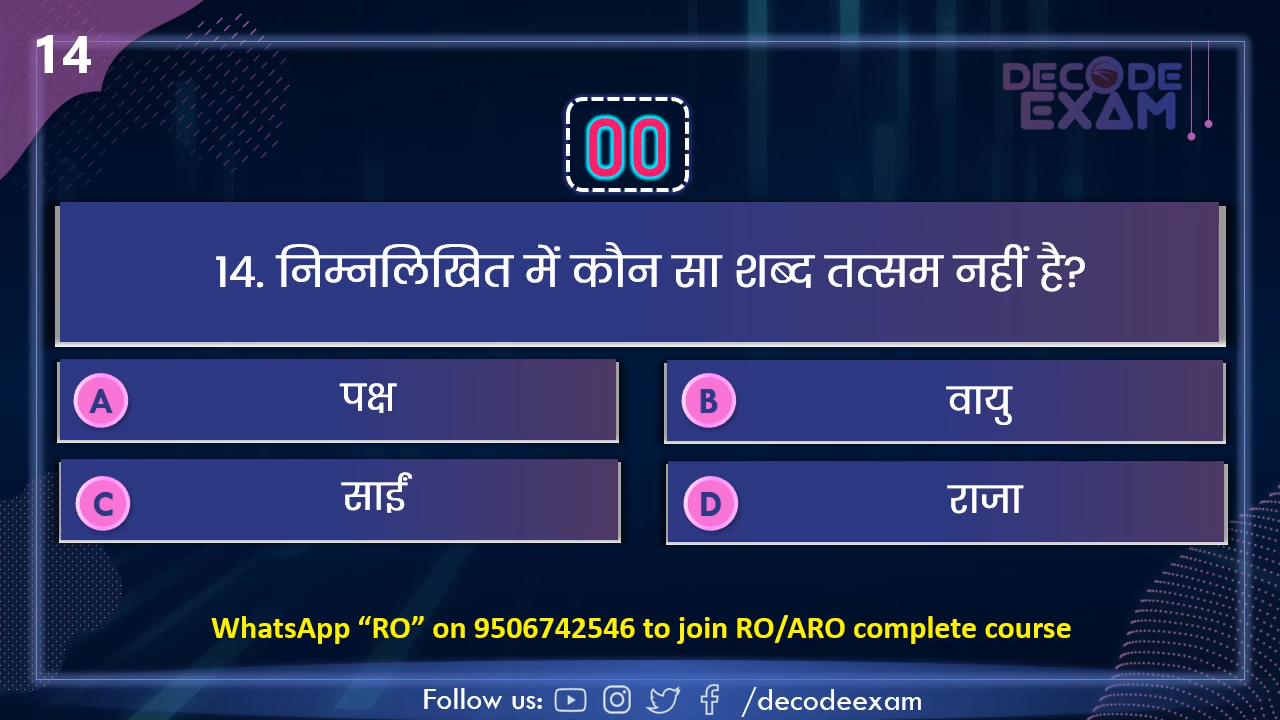 14
DECODE
EXAM
00
14. निम्नलिखित में कौन सा शब्द तत्सम नहीं है?
A पक्ष
B वायु
C साईं
D राजा
WhatsApp “RO” on 9506742546 to join RO/ARO complete course
Follow us: /decodeexam